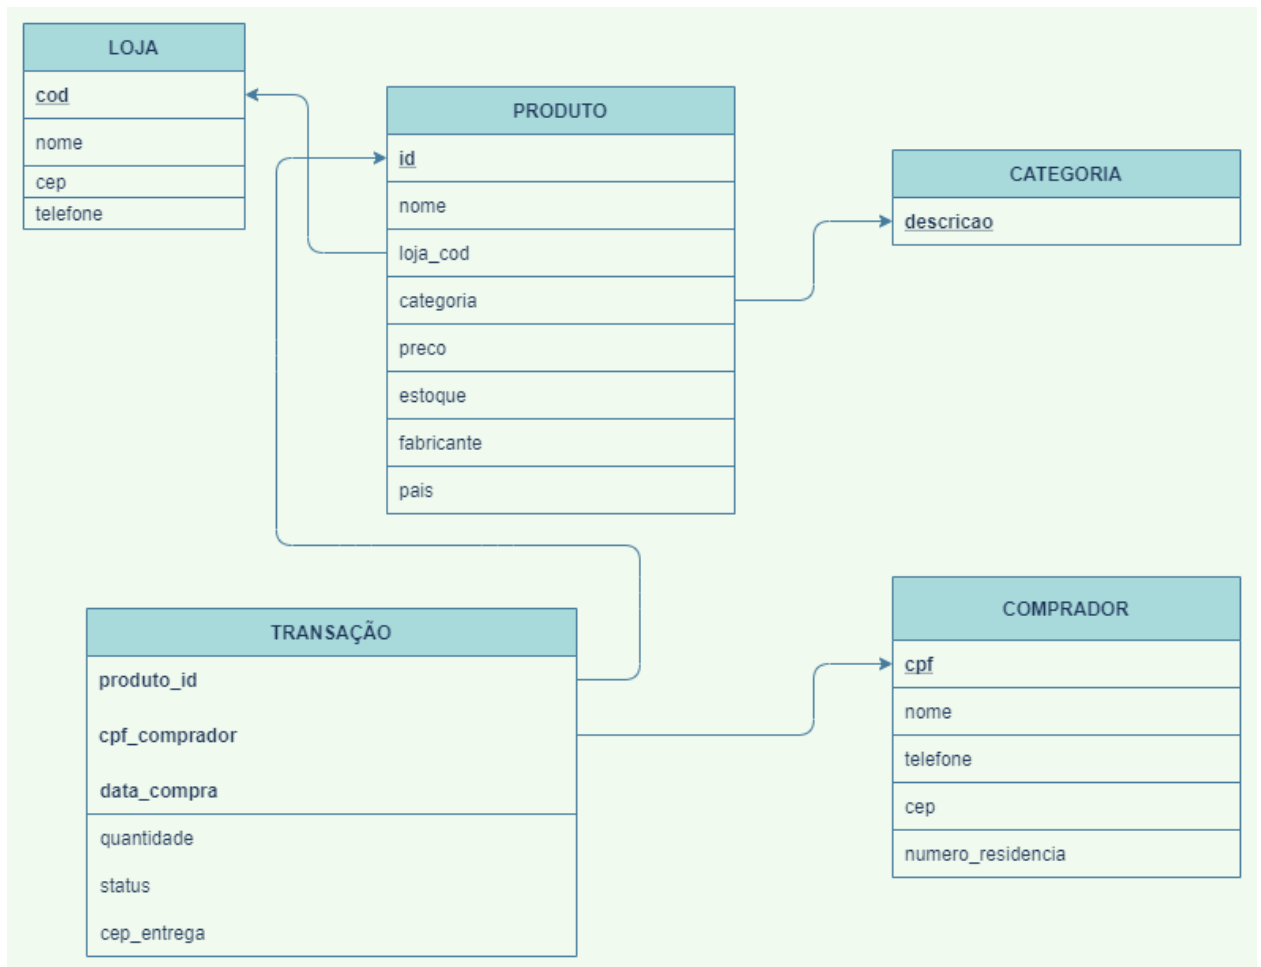 LOJA
cod
nome
cep
telefone
PRODUTO
id
nome
loja_cod
categoria
preco
estoque
fabricante
pais
CATEGORIA
descricao
TRANSAÇÃO
produto_id
cpf_comprador
data_compra
quantidade
status
cep_entrega
COMPRADOR
cpf
nome
telefone
cep
numero_residencia